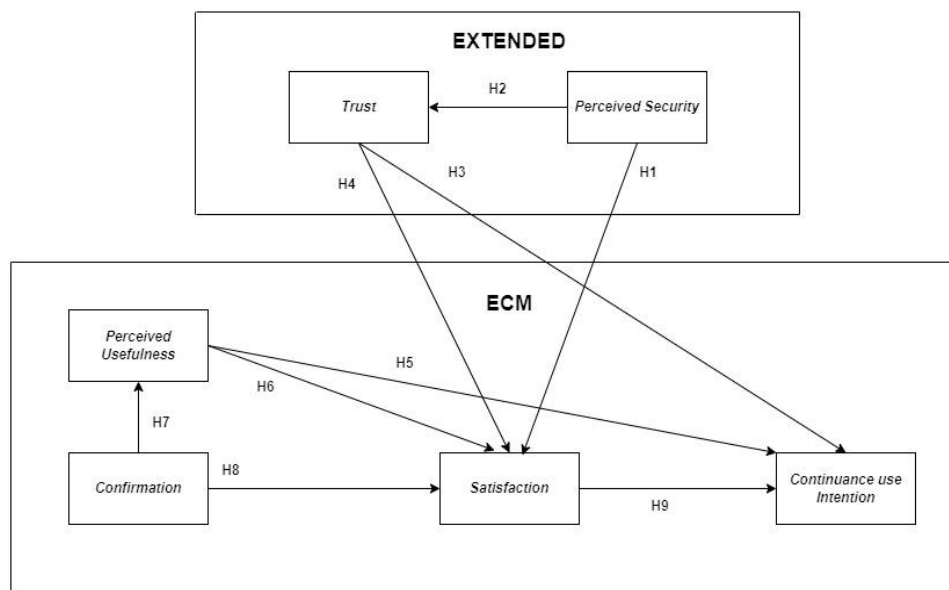 EXTENDED
Trust
H2
Perceived Security
H4
H3
H1
ECM
Perceived
Usefulness
H5
H6
H7
Confirmation
H8
Satisfaction
H9
Continuance use
Intention